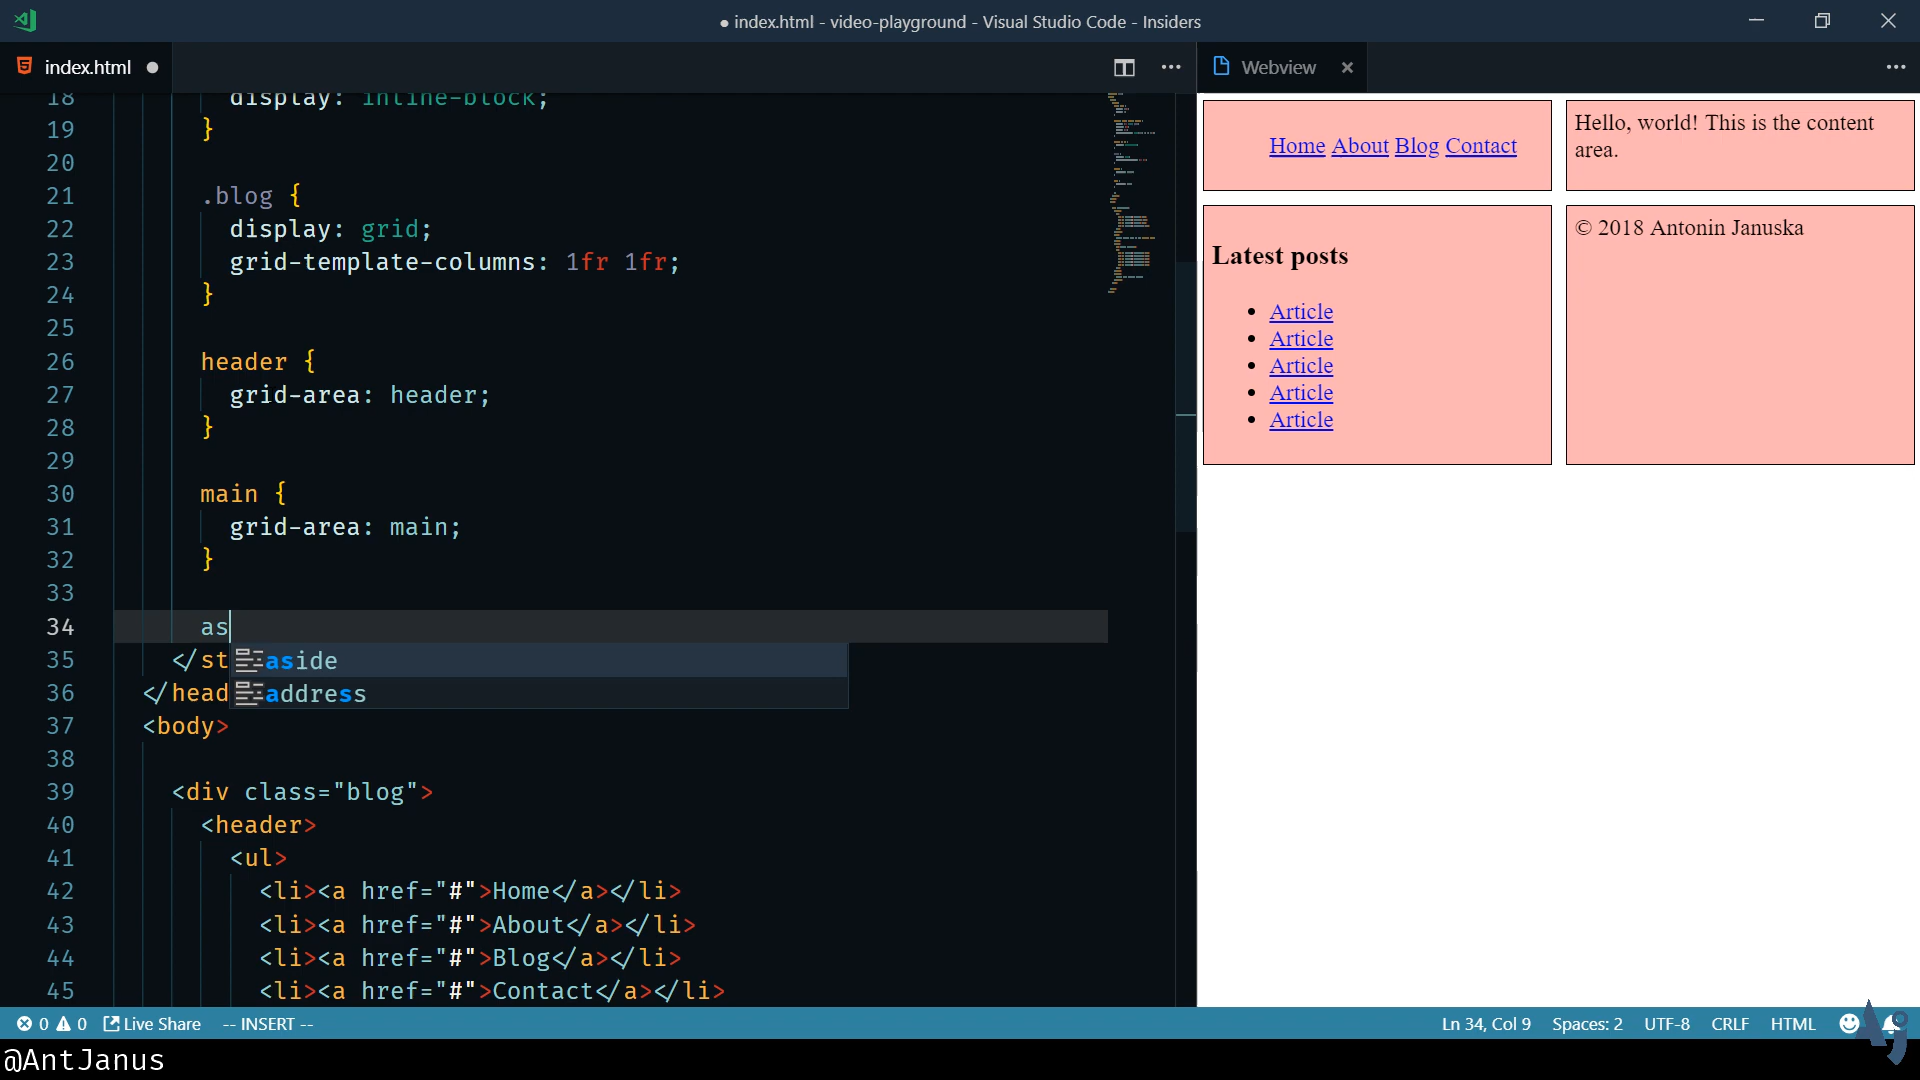 ● index.html - video-playground - Visual Studio Code - Insiders
index.html ●
Webview ×
18 display: inline-block;
19 }
20
21 .blog {
22 display: grid;
23 grid-template-columns: 1fr 1fr;
24 }
25
26 header {
27 grid-area: header;
28 }
29
30 main {
31 grid-area: main;
32 }
33
34 as
35 </st
aside
36 </head
address
37 <body>
38
39 <div class="blog">
40 <header>
41 <ul>
42 <li><a href="#">Home</a></li>
43 <li><a href="#">About</a></li>
44 <li><a href="#">Blog</a></li>
45 <li><a href="#">Contact</a></li>
Home About Blog Contact
Hello, world! This is the content
area.
Latest posts
• Article
• Article
• Article
• Article
• Article
© 2018 Antonin Januska
0 0 Live Share -- INSERT --
Ln 34, Col 9 Spaces: 2 UTF-8 CRLF HTML
@AntJanus
Aj